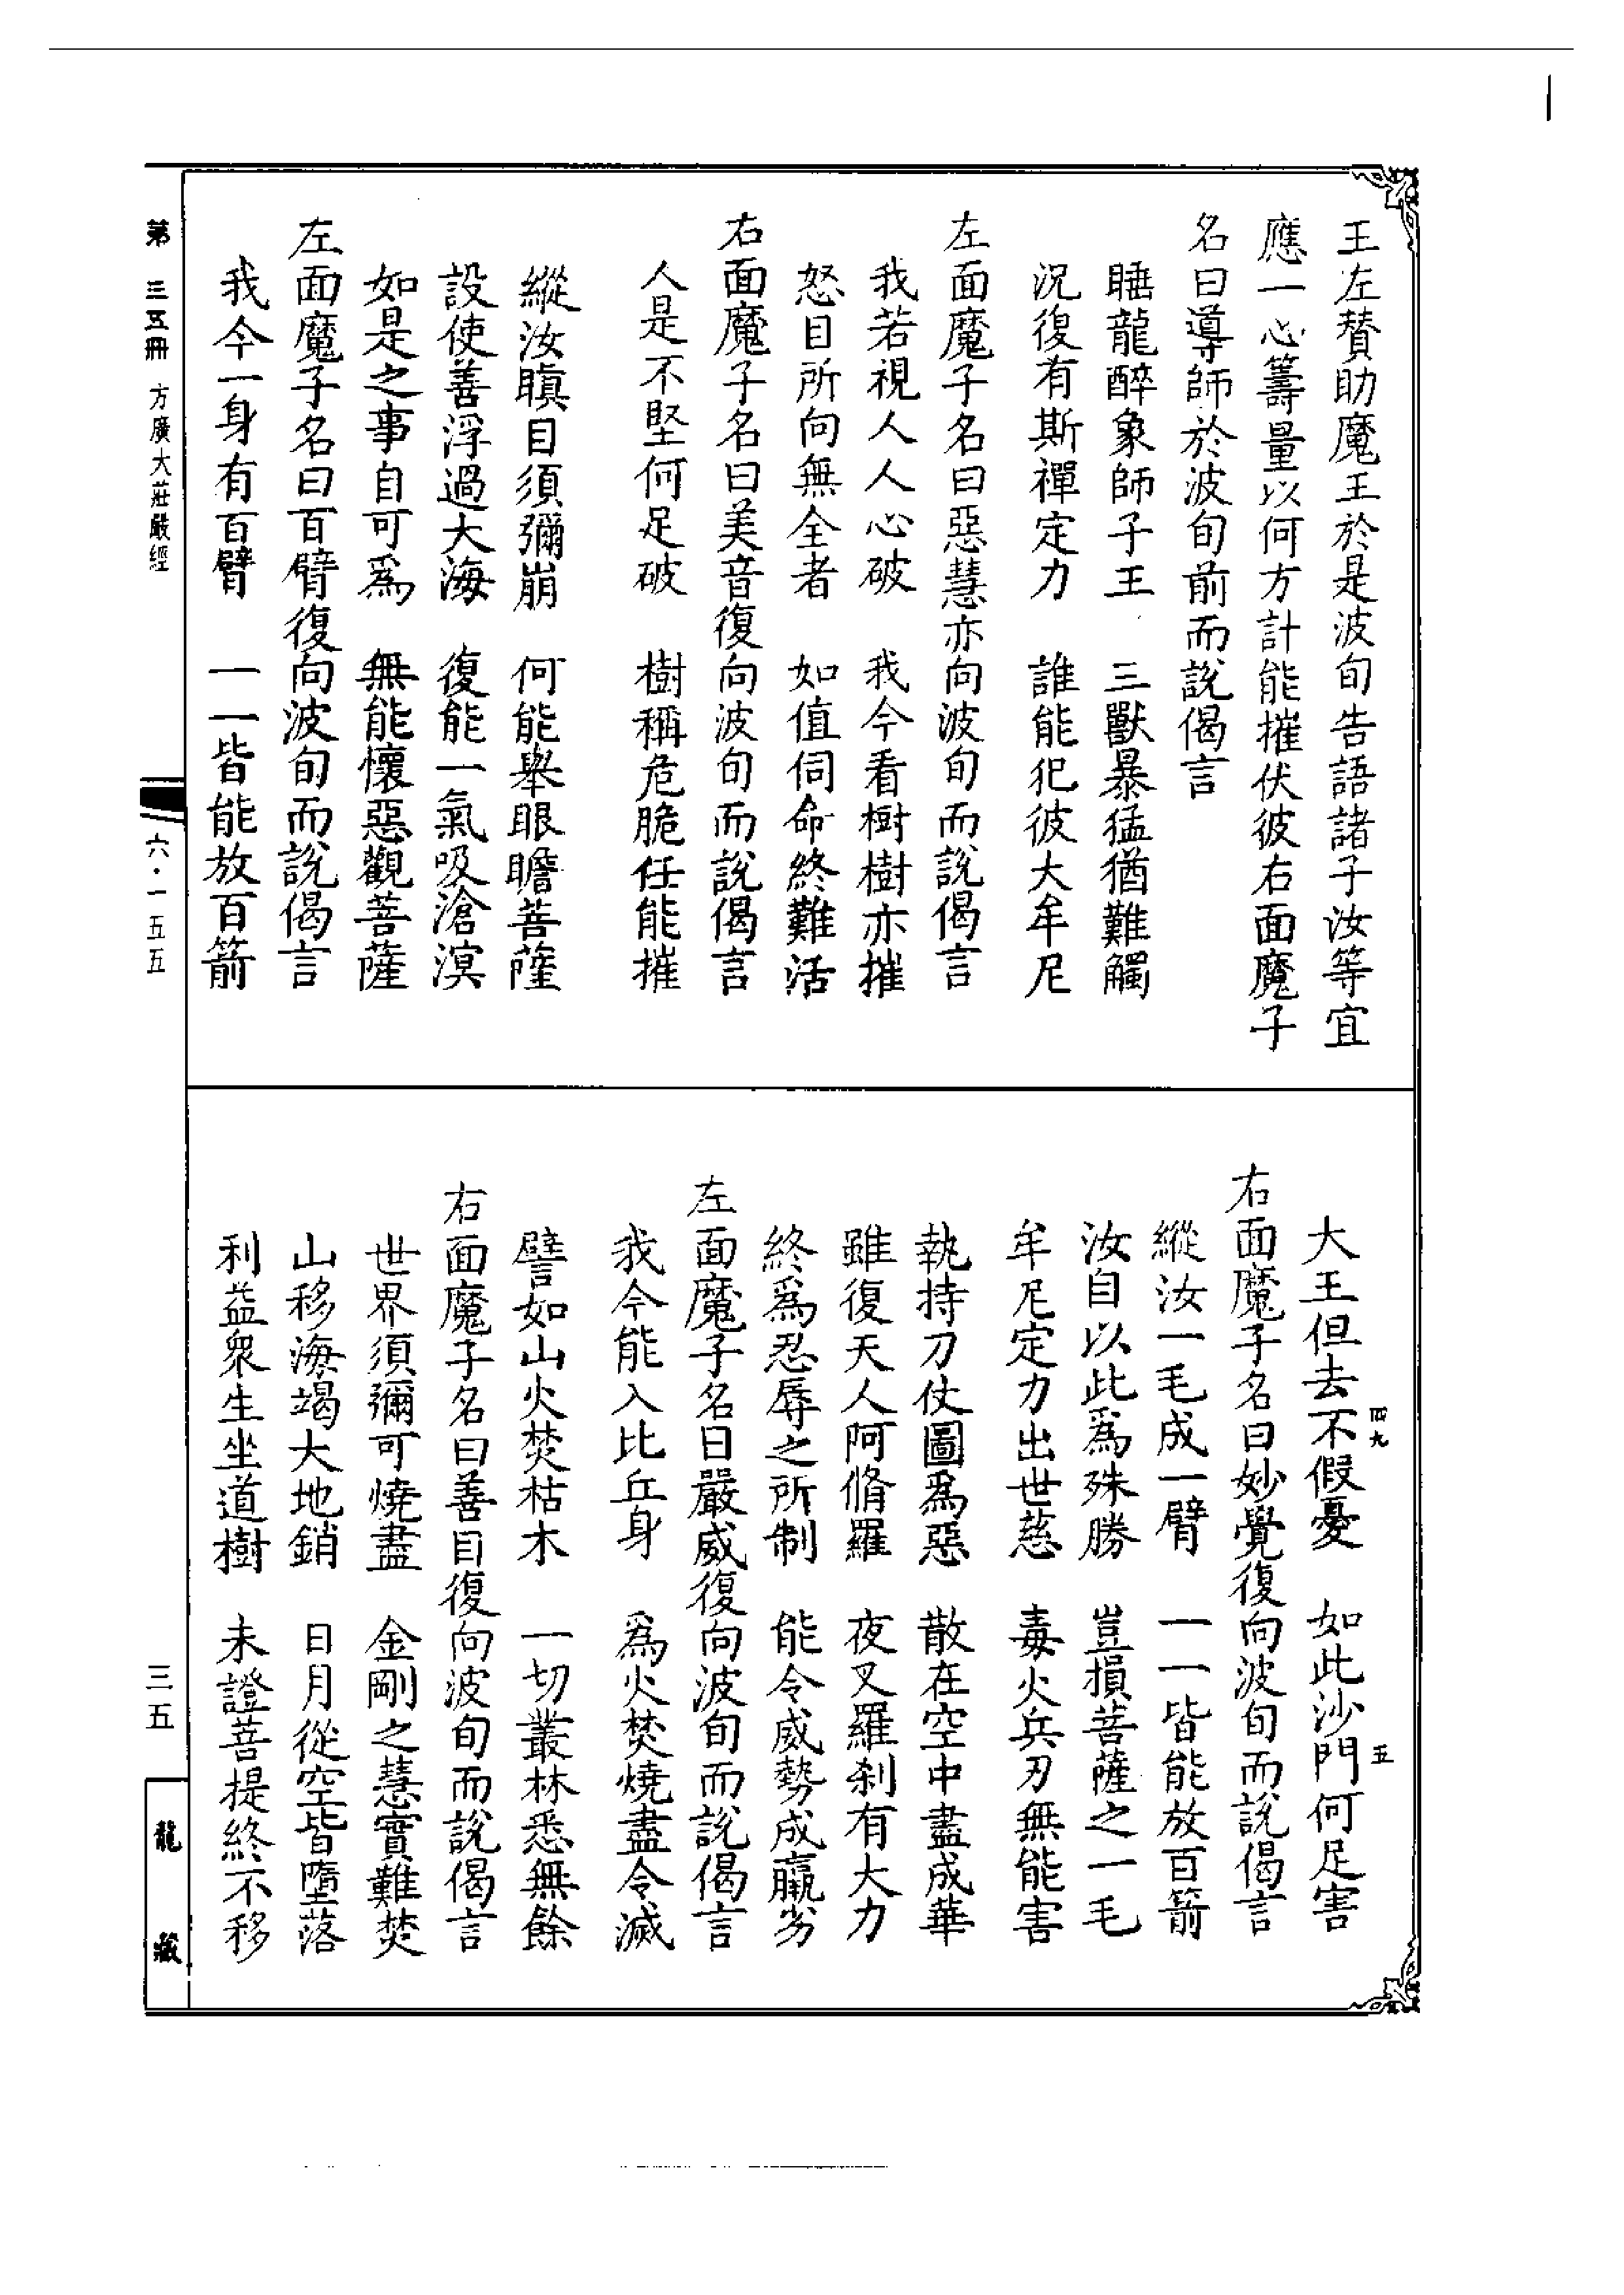 王左贊助魔王於是波旬告語諸子汝等宜
應一心籌量以何方計能摧伏彼右面魔子
名曰導師於波旬前而說偈言
睡龍醉象師子王　三獸暴猛猶難觸
況復有斯禪定力　誰能犯彼大牟尼
左面魔子名曰惡慧亦向波旬而說偈言
我若視人人心破　我今看樹樹亦摧
怒目所向無全者　如值伺命終難活
右面魔子名曰美音復向波旬而說偈言
人是不堅何足破　樹稱危脆任能摧
縱汝瞋目須彌崩　何能舉眼瞻菩薩
設使善浮過大海　復能一氣吸滄溟
如是之事自可爲　無能懷惡觀菩薩
左面魔子名曰百臂復向波旬而說偈言
我今一身有百臂　一一皆能放百箭
大王但去不假憂　如此沙門何足害
右面魔子名曰妙覺復向波旬而說偈言
縱汝一毛成一臂　一一皆能放百箭
汝自以此爲殊勝　豈損菩薩之一毛
牟尼定力出世慈　毒火兵刃無能害
執持刀仗圖爲惡　散在空中盡成華
雖復天人阿脩羅　夜叉羅刹有大力
終爲忍辱之所制　能令威勢成羸劣
左面魔子名曰嚴威復向波旬而說偈言
我今能入比丘身　爲火焚燒盡令滅
譬如山火焚枯木　一切叢林悉無餘
右面魔子名曰善目復向波旬而說偈言
世界須彌可燒盡　金剛之慧實難焚
山移海竭大地銷　日月從空皆墮落
利益衆生坐道樹　未證菩提終不移
四九
五
第三五冊　方廣大莊嚴經
六·一五五
三五
龍藏